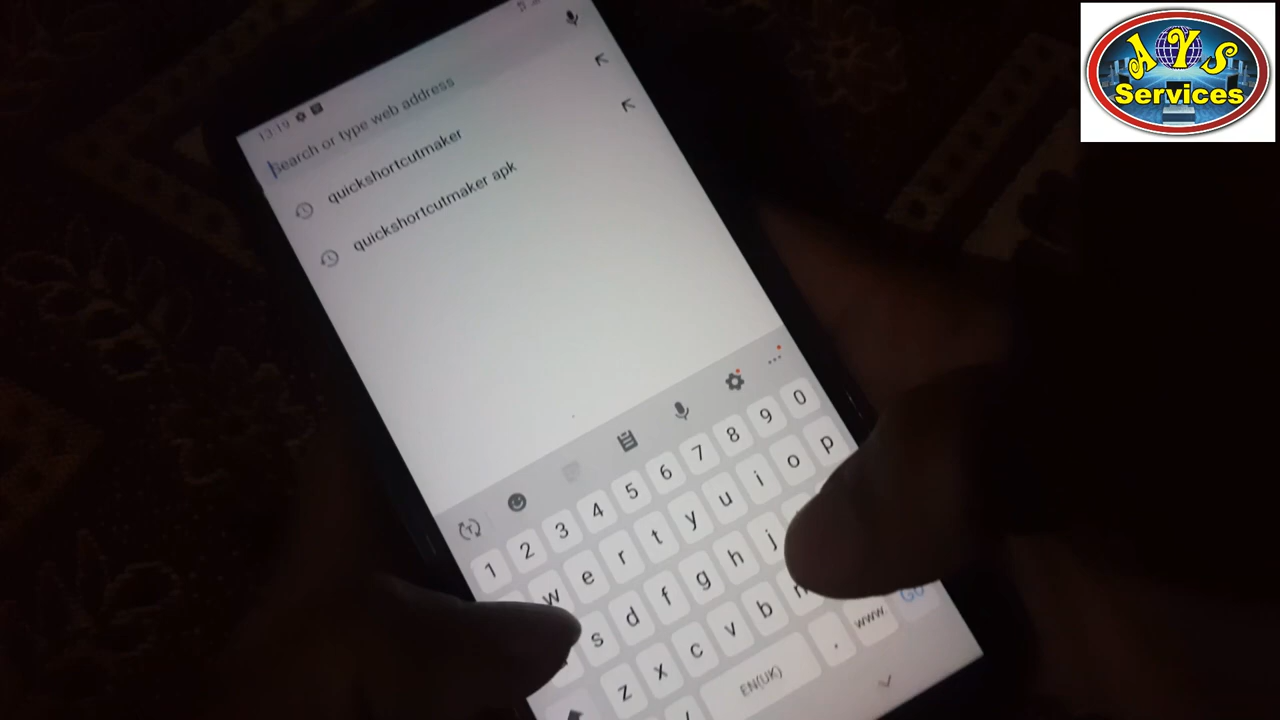 13:19
Search or type web address
quickshortcutmaker
quickshortcutmaker apk
1 2 3 4 5 6 7 8 9 0
w e r t y u i o p
s d f g h j
z x c v b n
/ EN(UK) . www. Go
AYS
Services